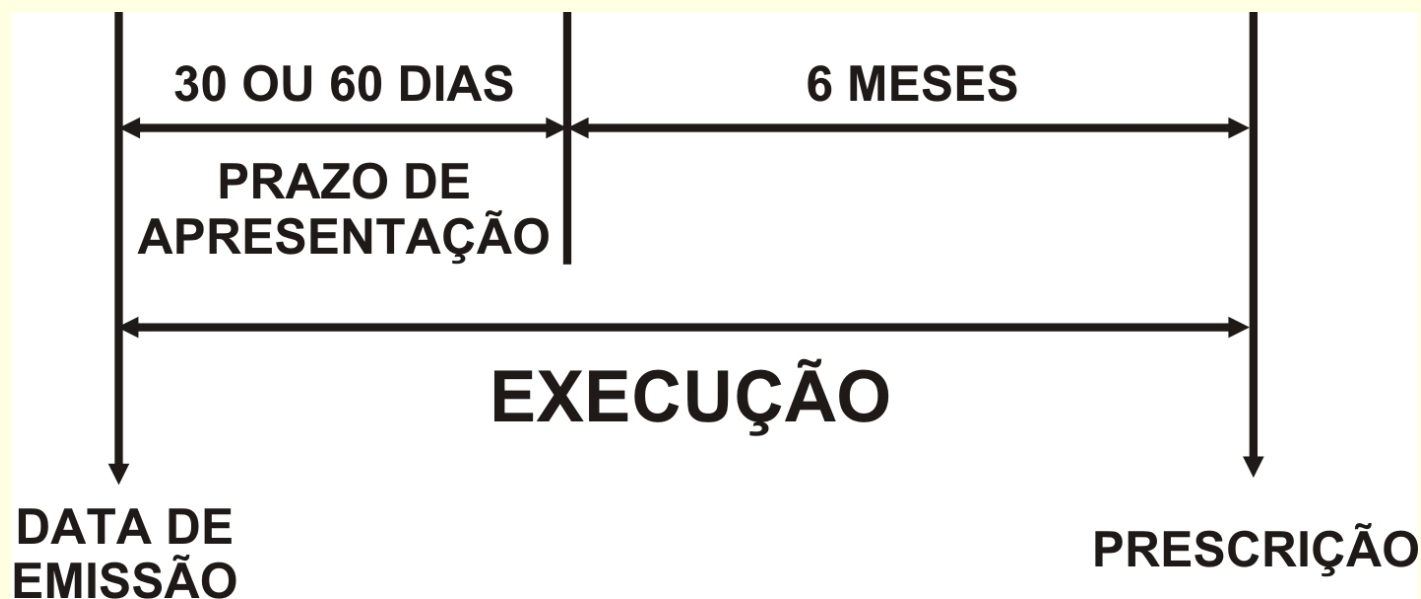 30 OU 60 DIAS
6 MESES
PRAZO DE
APRESENTAÇÃO
EXECUÇÃO
DATA DE
EMISSÃO
PRESCRIÇÃO